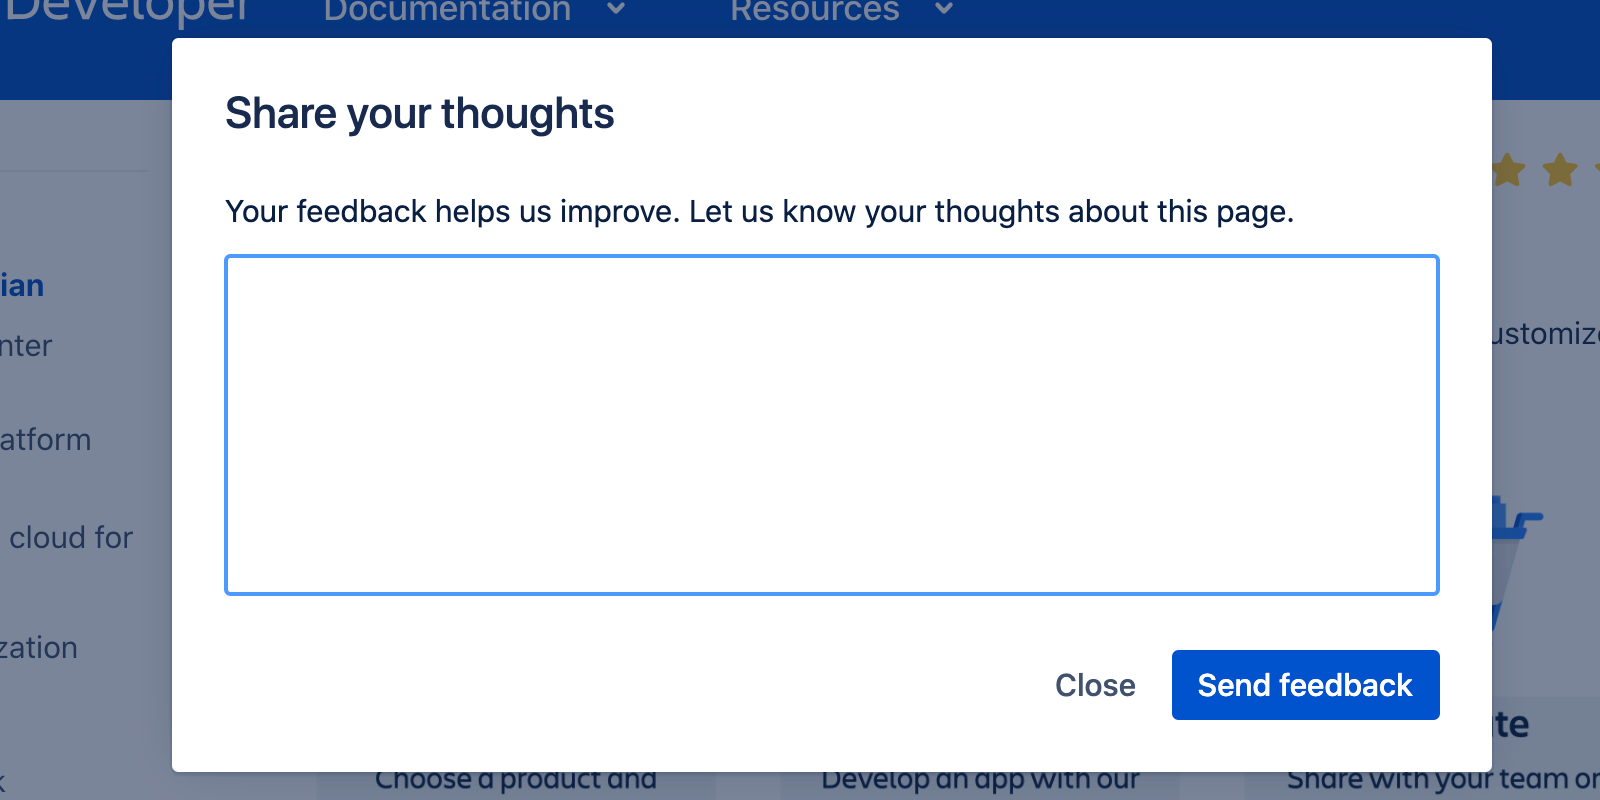 Developer Documentation Resources
Share your thoughts
Your feedback helps us improve. Let us know your thoughts about this page.
ian
nter
ustomize
atform
cloud for
zation
Close Send feedback
te
Choose a product and
Develop an app with our
Share with your team or